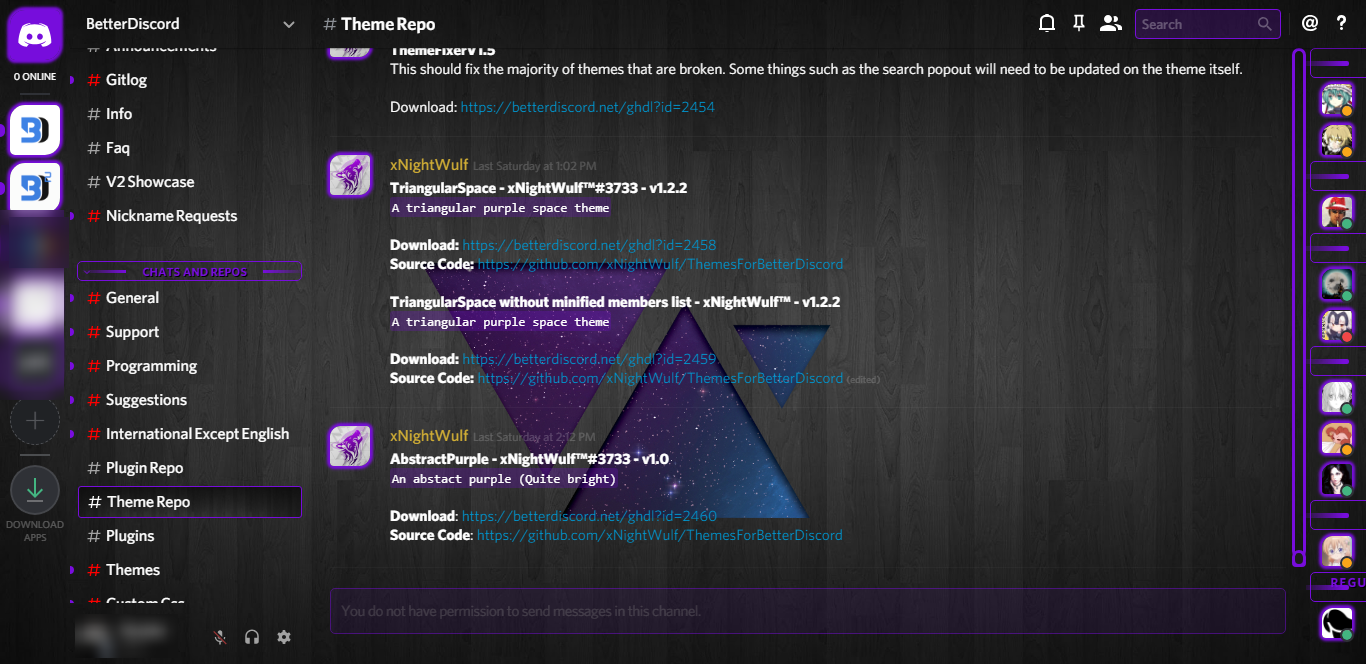 BetterDiscord
# Theme Repo
Search
@ ?
0 ONLINE
2
DOWNLOAD
APPS
# Announcements
# Gitlog
# Info
# Faq
# V2 Showcase
# Nickname Requests
CHATS AND REPOS
# General
# Support
# Programming
# Suggestions
# International Except English
# Plugin Repo
# Theme Repo
# Plugins
# Themes
# Custom Css
ThemeFixerV1.5
This should fix the majority of themes that are broken. Some things such as the search popout will need to be updated on the theme itself.
Download: https://betterdiscord.net/ghdl?id=2454
xNightWulf Last Saturday at 1:02 PM
TriangularSpace - xNightWulf™#3733 - v1.2.2
A triangular purple space theme
Download: https://betterdiscord.net/ghdl?id=2458
Source Code: https://github.com/xNightWulf/ThemesForBetterDiscord
TriangularSpace without minified members list - xNightWulf™ - v1.2.2
A triangular purple space theme
Download: https://betterdiscord.net/ghdl?id=2459
Source Code: https://github.com/xNightWulf/ThemesForBetterDiscord (edited)
xNightWulf Last Saturday at 2:12 PM
AbstractPurple - xNightWulf™#3733 - v1.0
An abstact purple (Quite bright)
Download: https://betterdiscord.net/ghdl?id=2460
Source Code: https://github.com/xNightWulf/ThemesForBetterDiscord
You do not have permission to send messages in this channel.
REGU